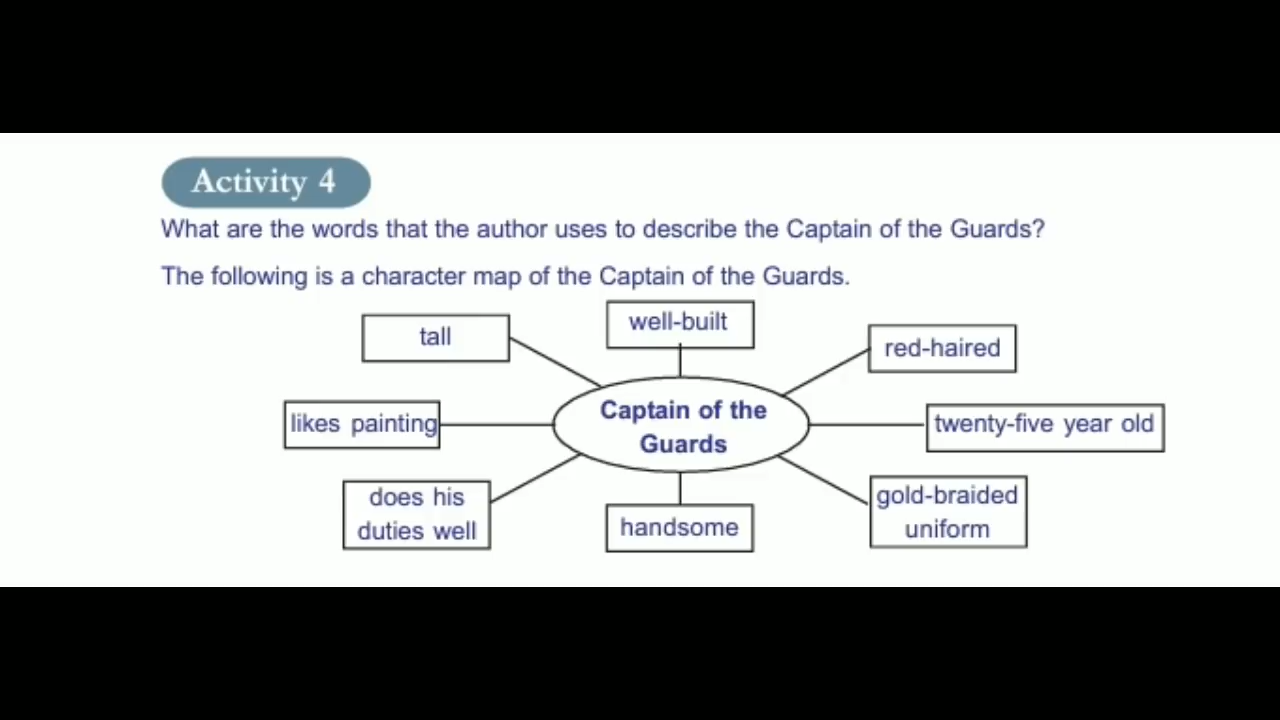 Activity 4
What are the words that the author uses to describe the Captain of the Guards?
The following is a character map of the Captain of the Guards.
tall
well-built
red-haired
likes painting
Captain of the
Guards
twenty-five year old
does his
duties well
handsome
gold-braided
uniform